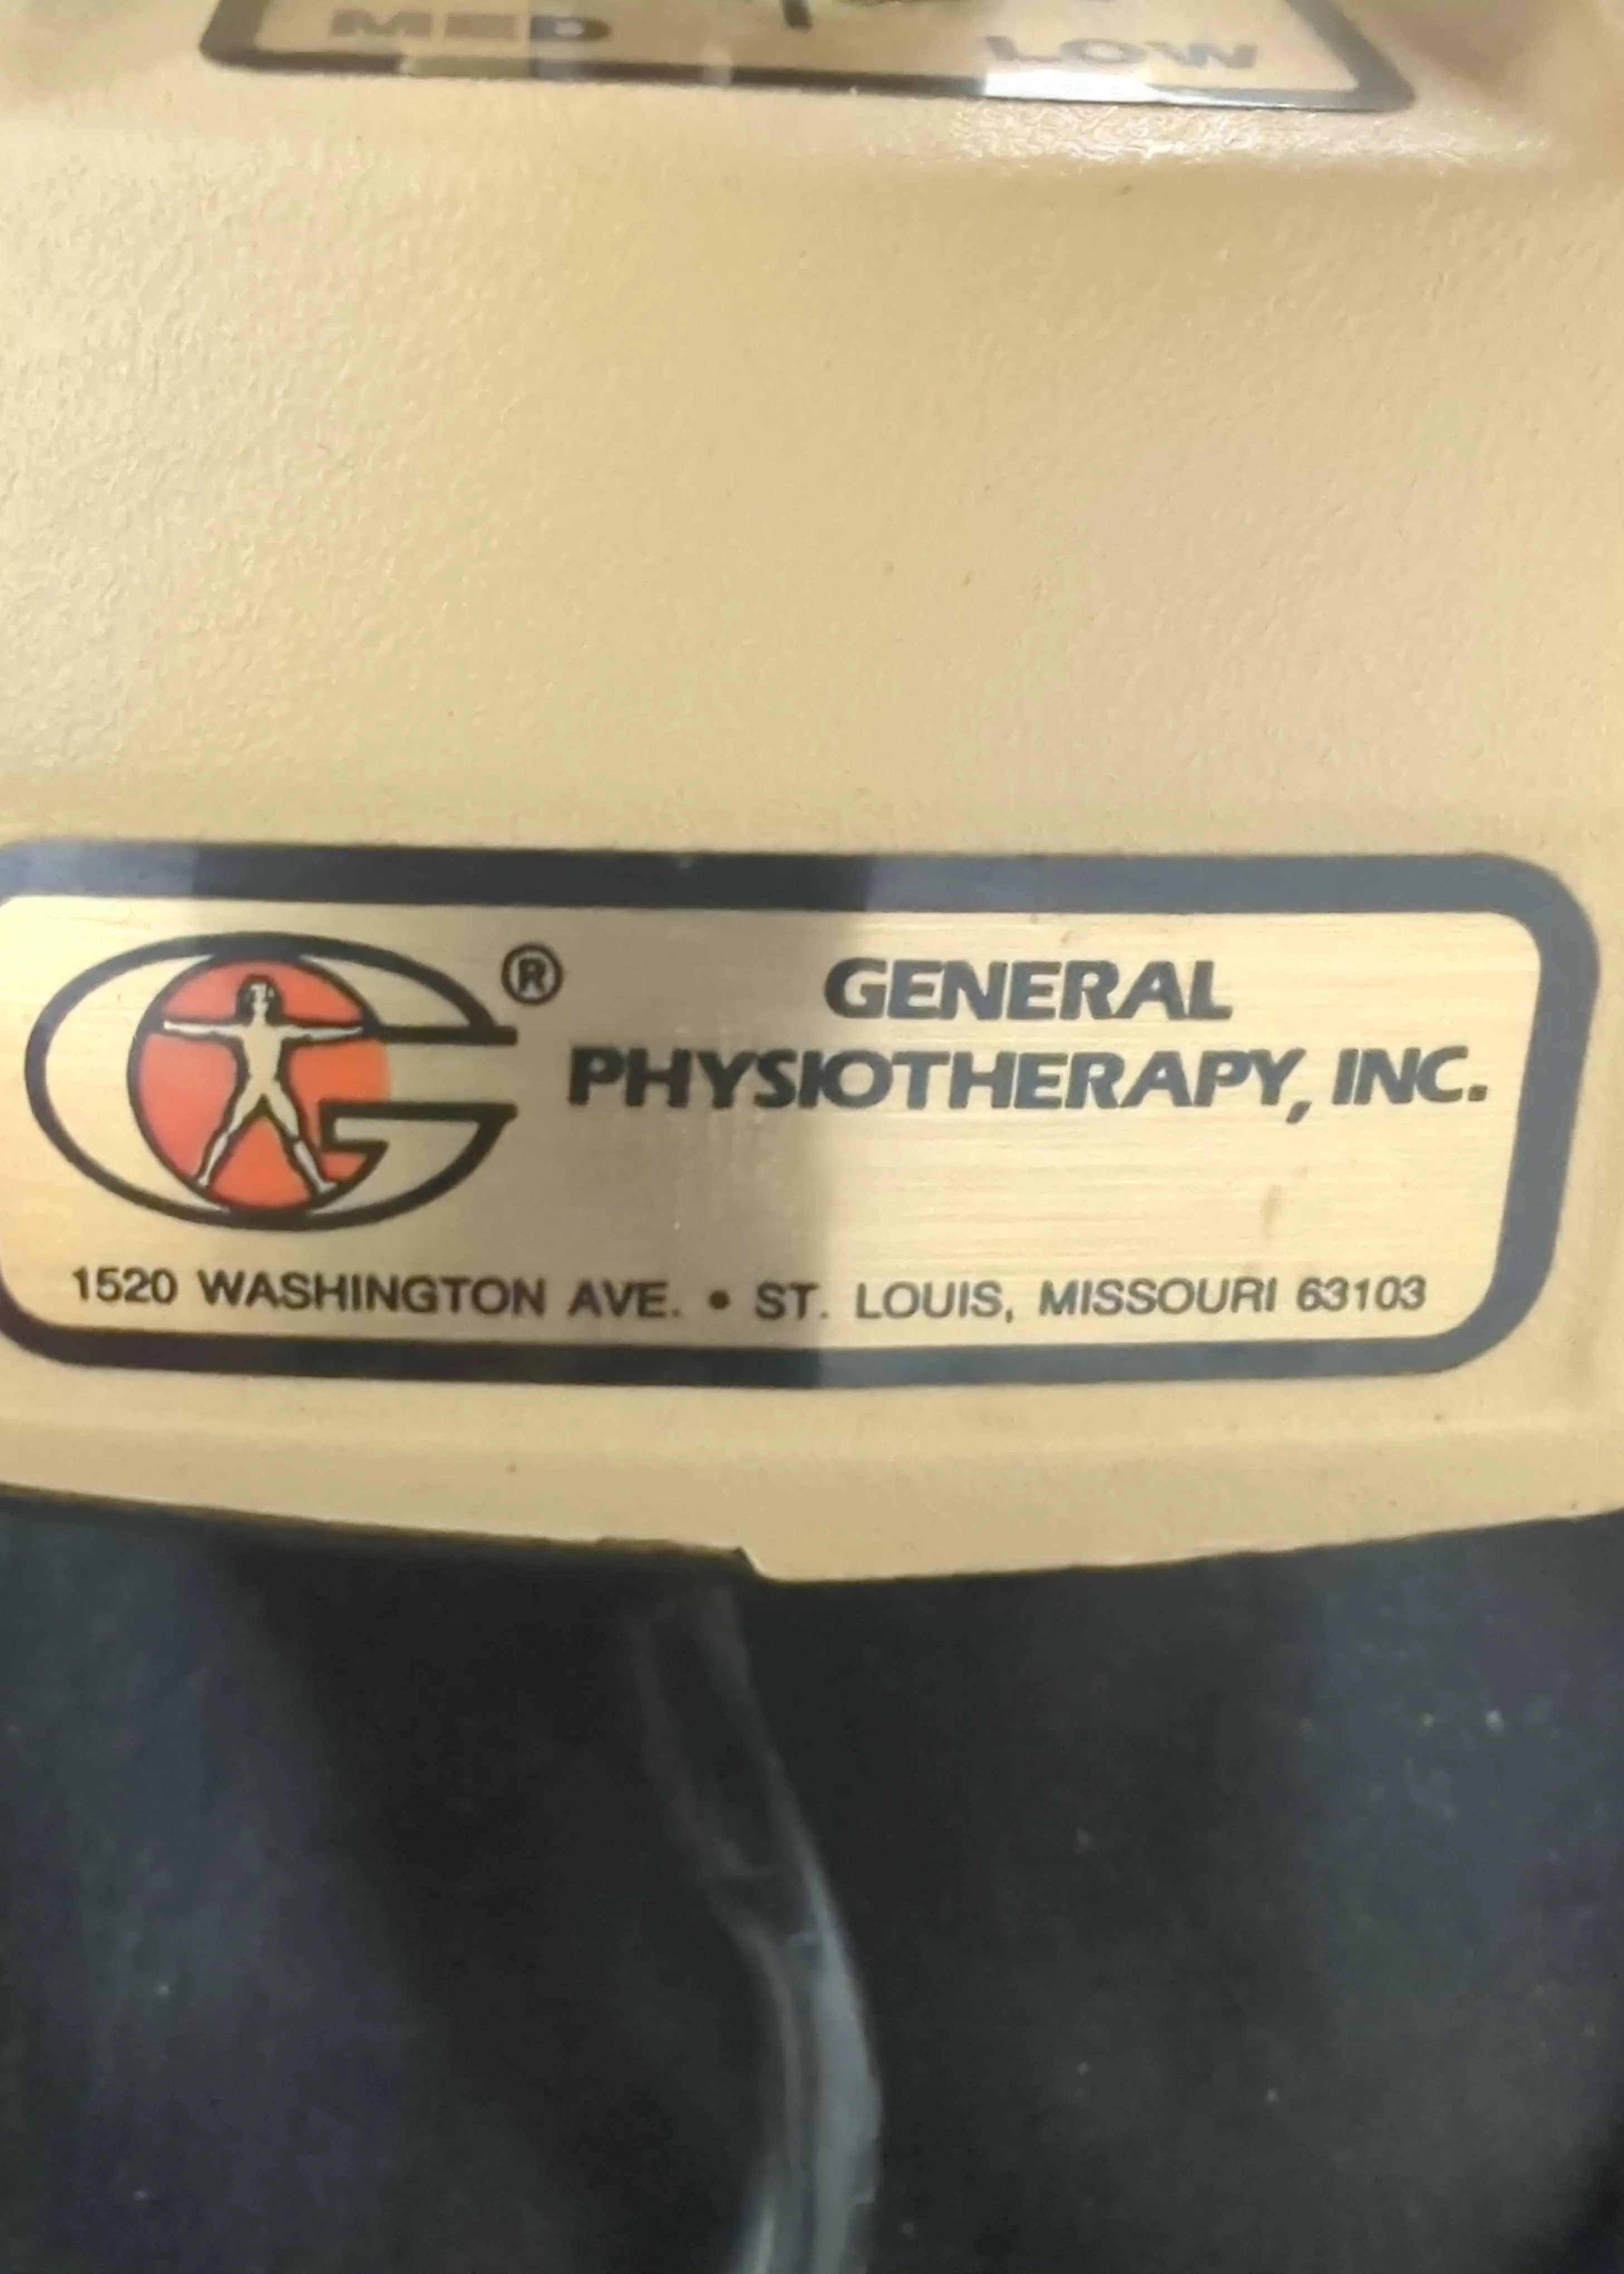 MED LOW
®
GENERAL
PHYSIOTHERAPY, INC.
1520 WASHINGTON AVE. • ST. LOUIS, MISSOURI 63103